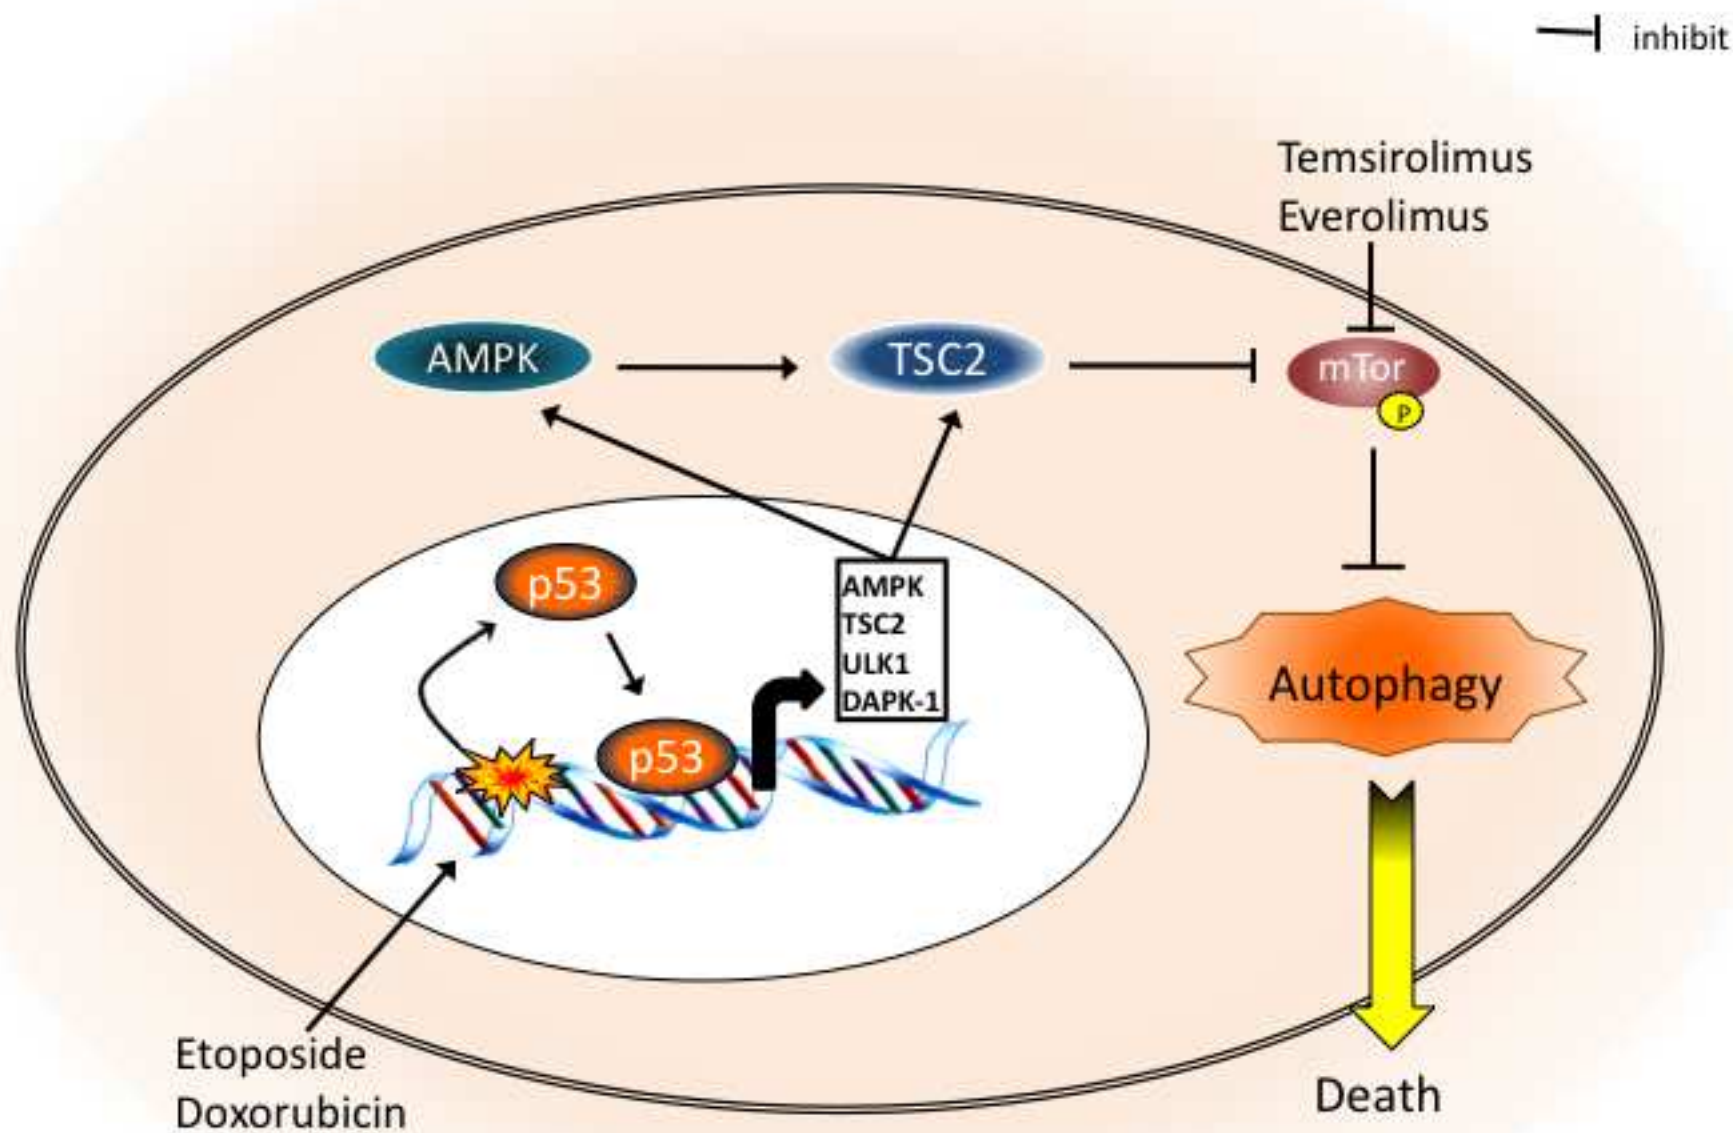 inhibit
Temsirolimus
Everolimus
AMPK
TSC2
mTor
P
p53
AMPK
TSC2
ULK1
DAPK-1
p53
Autophagy
Etoposide
Doxorubicin
Death